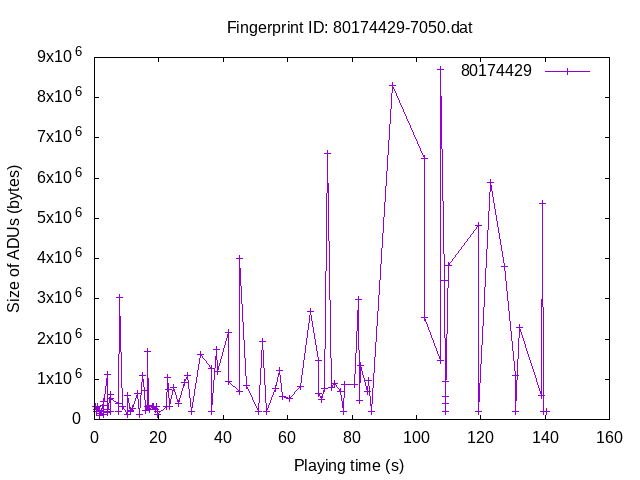 Fingerprint ID: 80174429-7050.dat
80174429
Size of ADUs (bytes)
9x10^6
8x10^6
7x10^6
6x10^6
5x10^6
4x10^6
3x10^6
2x10^6
1x10^6
0
0 20 40 60 80 100 120 140 160
Playing time (s)